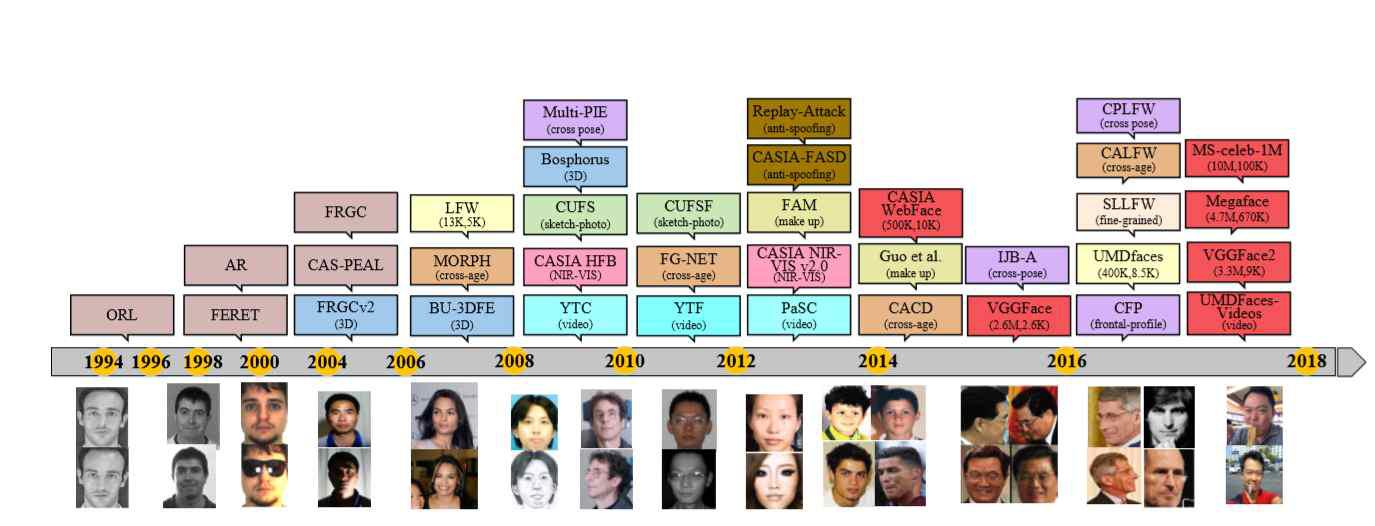 Multi-PIE
(cross pose)
Replay-Attack
(anti-spoofing)
CPLFW
(cross pose)
Bosphorus
(3D)
CASIA-FASD
(anti-spoofing)
CALFW
(cross-age)
MS-celeb-1M
(10M,100K)
FRGC
LFW
(13K,5K)
CUFS
(sketch-photo)
CUFSF
(sketch-photo)
FAM
(make up)
CASIA
WebFace
(500K,10K)
SLLFW
(fine-grained)
Megaface
(4.7M,670K)
AR
CAS-PEAL
MORPH
(cross-age)
CASIA HFB
(NIR-VIS)
FG-NET
(cross-age)
CASIA NIR-
VIS v2.0
(NIR-VIS)
Guo et al.
(make up)
IJB-A
(cross-pose)
UMDfaces
(400K,8.5K)
VGGFace2
(3.3M,9K)
ORL
FERET
FRGCv2
(3D)
BU-3DFE
(3D)
YTC
(video)
YTF
(video)
PaSC
(video)
CACD
(cross-age)
VGGFace
(2.6M,2.6K)
CFP
(frontal-profile)
UMDFaces-
Videos
(video)
1994 1996 1998 2000 2004 2006 2008 2010 2012 2014 2016 2018